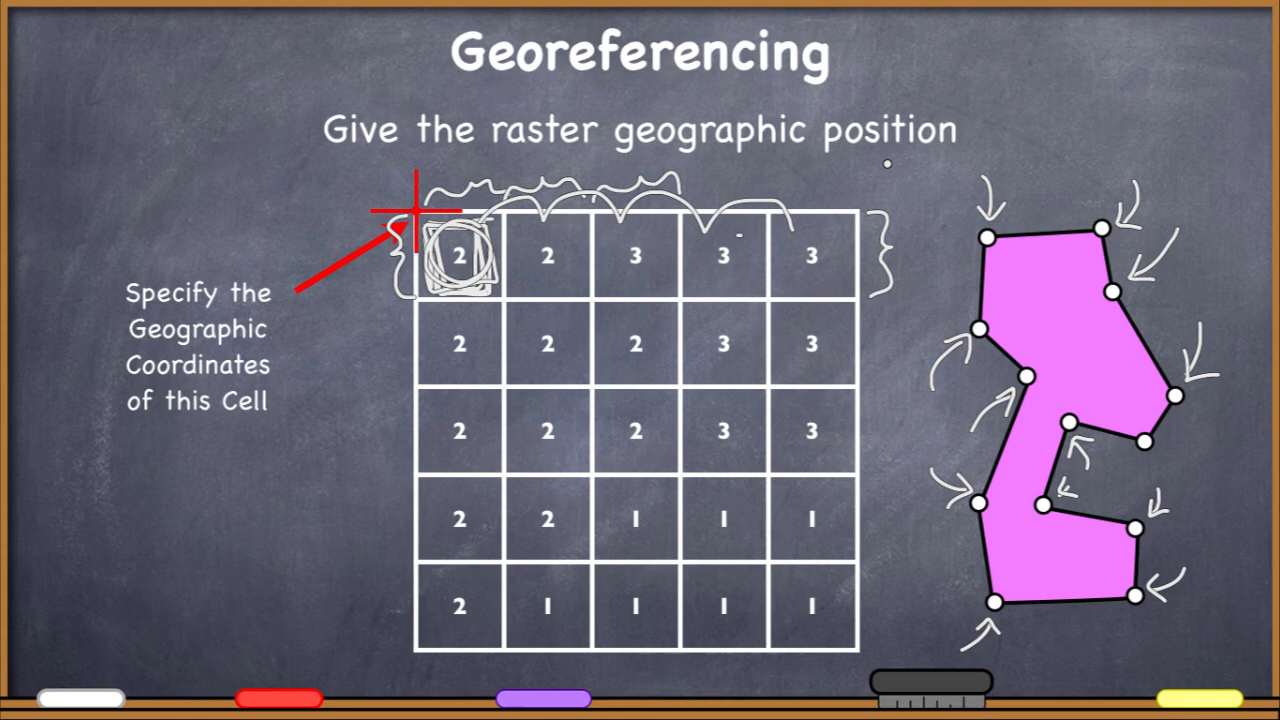 Georeferencing
Give the raster geographic position
Specify the
Geographic
Coordinates
of this Cell
2 2 3 3 3
2 2 2 3 3
2 2 2 3 3
2 2 1 1 1
2 1 1 1 1